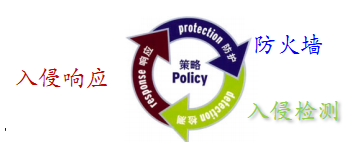 protection 防护
防火墙
策略
Policy
入侵响应
response 响应
detection 检测
入侵检测